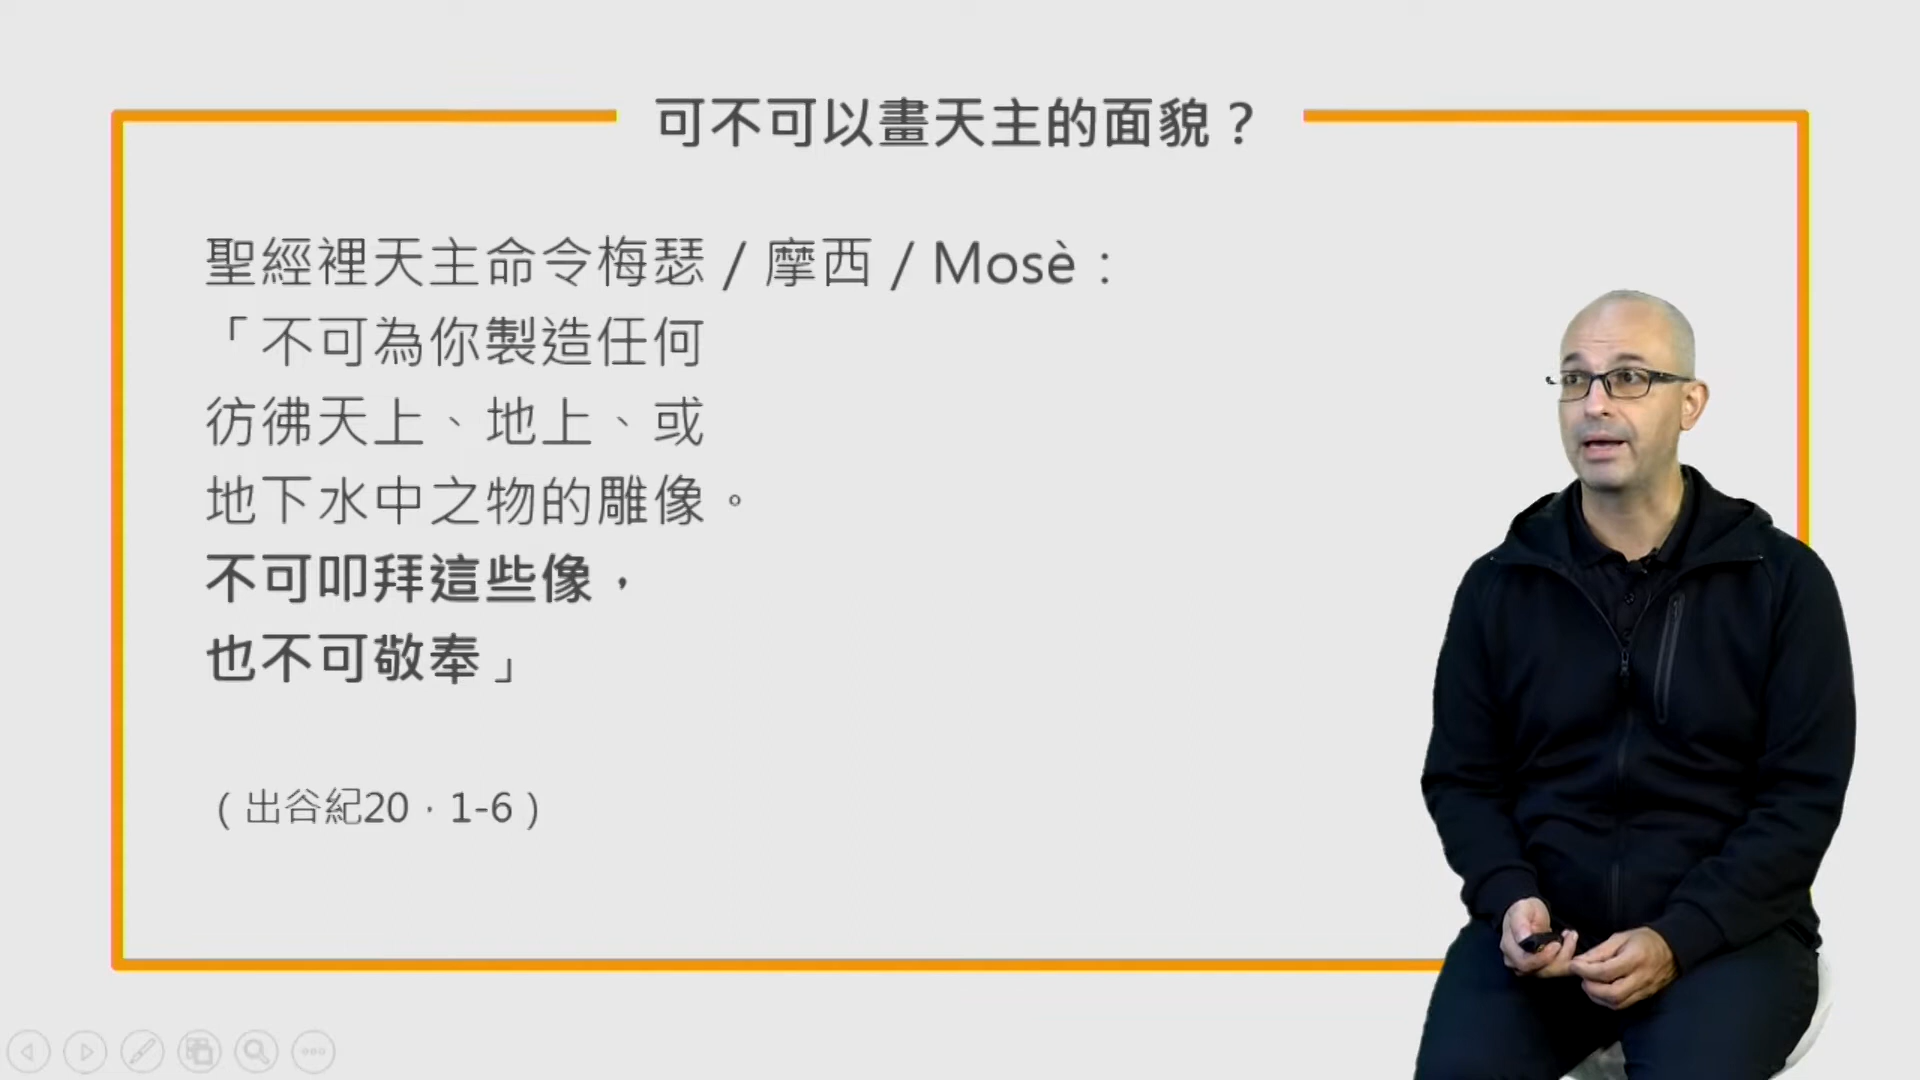 可不可以畫天主的面貌？
聖經裡天主命令梅瑟 / 摩西 / Mosè：
「不可為你製造任何
彷彿天上、地上、或
地下水中之物的雕像。
不可叩拜這些像，
也不可敬奉」
（出谷紀20，1-6）